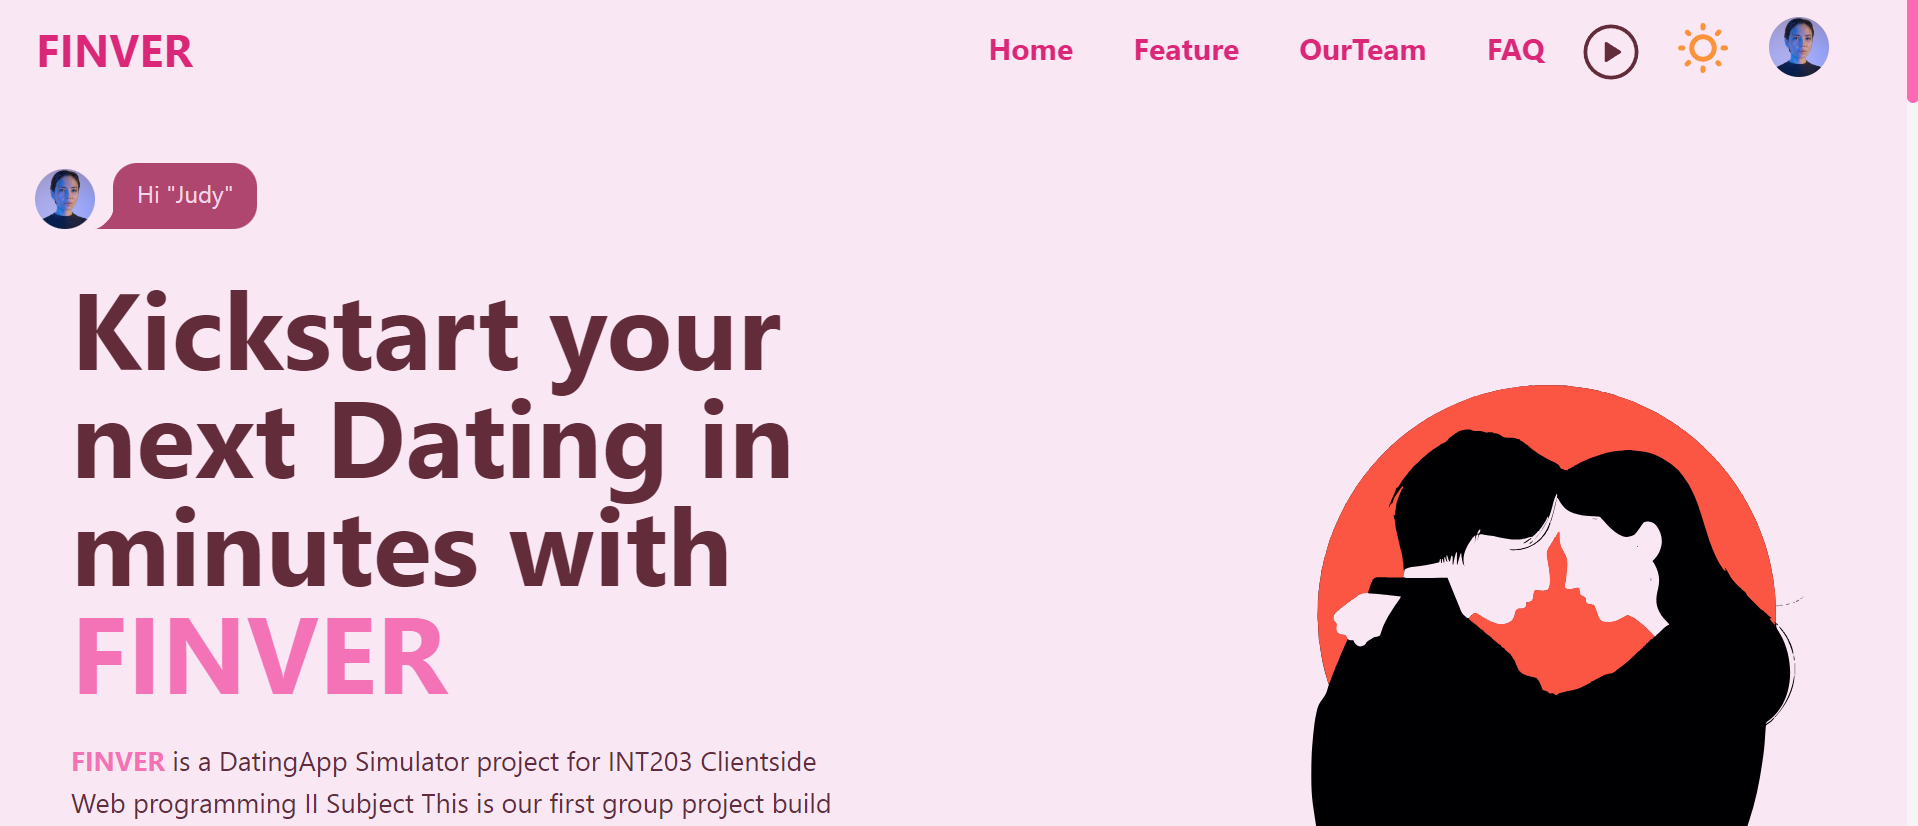 FINVER
Home Feature OurTeam FAQ
Hi "Judy"
Kickstart your
next Dating in
minutes with
FINVER
FINVER is a DatingApp Simulator project for INT203 Clientside
Web programming II Subject This is our first group project build